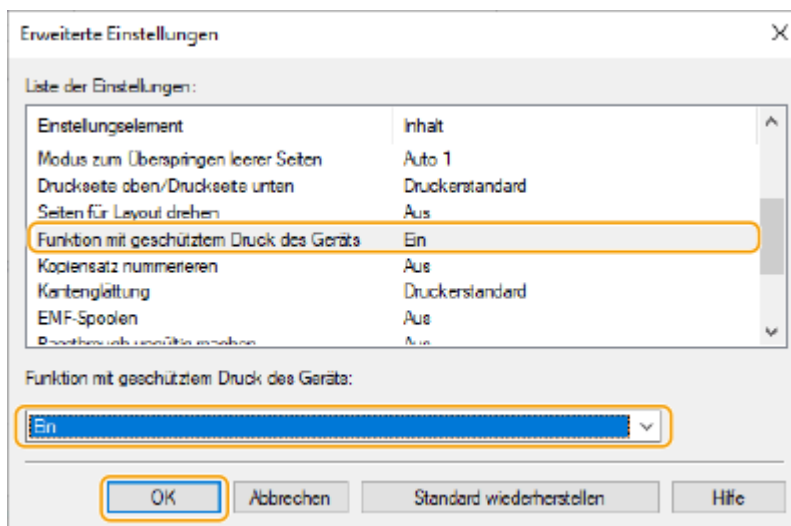 Erweiterte Einstellungen
Liste der Einstellungen:
Einstellungselement Inhalt
Modus zum Überspringen leerer Seiten Auto 1
Druckseite oben/Druckseite unten Druckerstandard
Seiten für Layout drehen Aus
Funktion mit geschütztem Druck des Geräts Ein
Kopiensatz nummerieren Aus
Kantenglättung Druckerstandard
EMF-Spoolen Aus
Aus
Funktion mit geschütztem Druck des Geräts:
Ein
OK Abbrechen Standard wiederherstellen Hilfe